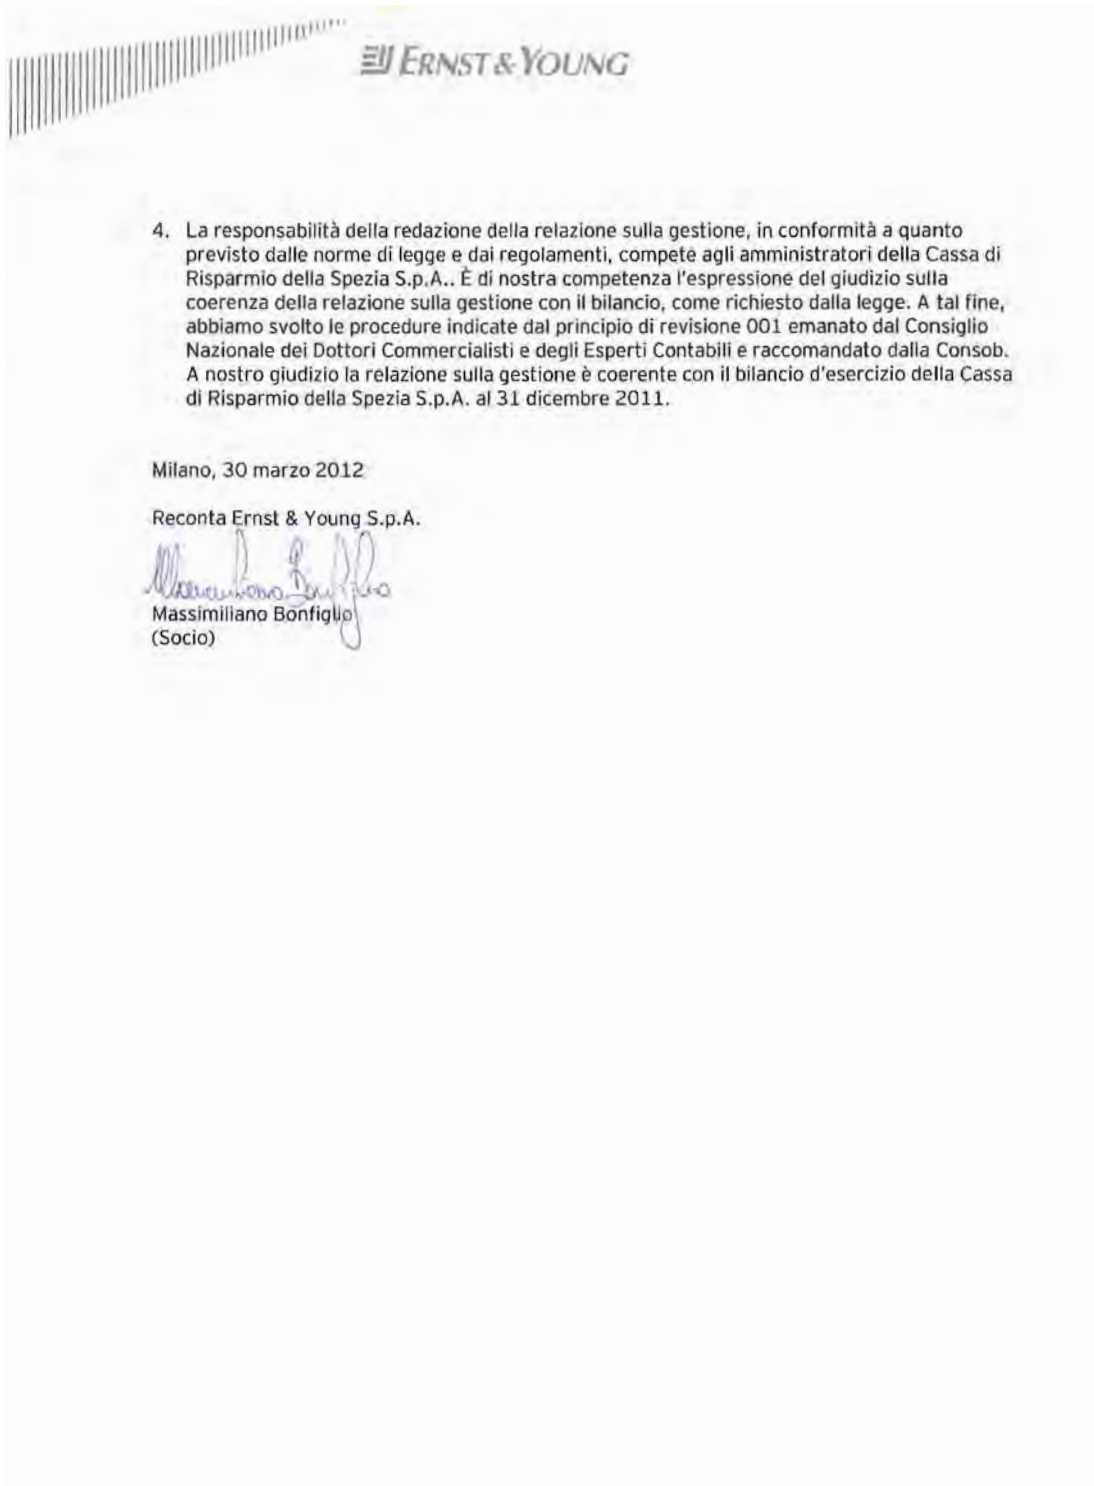 ERNST & YOUNG
4. La responsabilità della redazione della relazione sulla gestione, in conformità a quanto
previsto dalle norme di legge e dai regolamenti, compete agli amministratori della Cassa di
Risparmio della Spezia S.p.A.. È di nostra competenza l'espressione del giudizio sulla
coerenza della relazione sulla gestione con il bilancio, come richiesto dalla legge. A tal fine,
abbiamo svolto le procedure indicate dal principio di revisione 001 emanato dal Consiglio
Nazionale dei Dottori Commercialisti e degli Esperti Contabili e raccomandato dalla Consob.
A nostro giudizio la relazione sulla gestione è coerente con il bilancio d'esercizio della Cassa
di Risparmio della Spezia S.p.A. al 31 dicembre 2011.
Milano, 30 marzo 2012
Reconta Ernst & Young S.p.A.
Massimiliano Bonfiglio
Massimiliano Bonfiglio
(Socio)